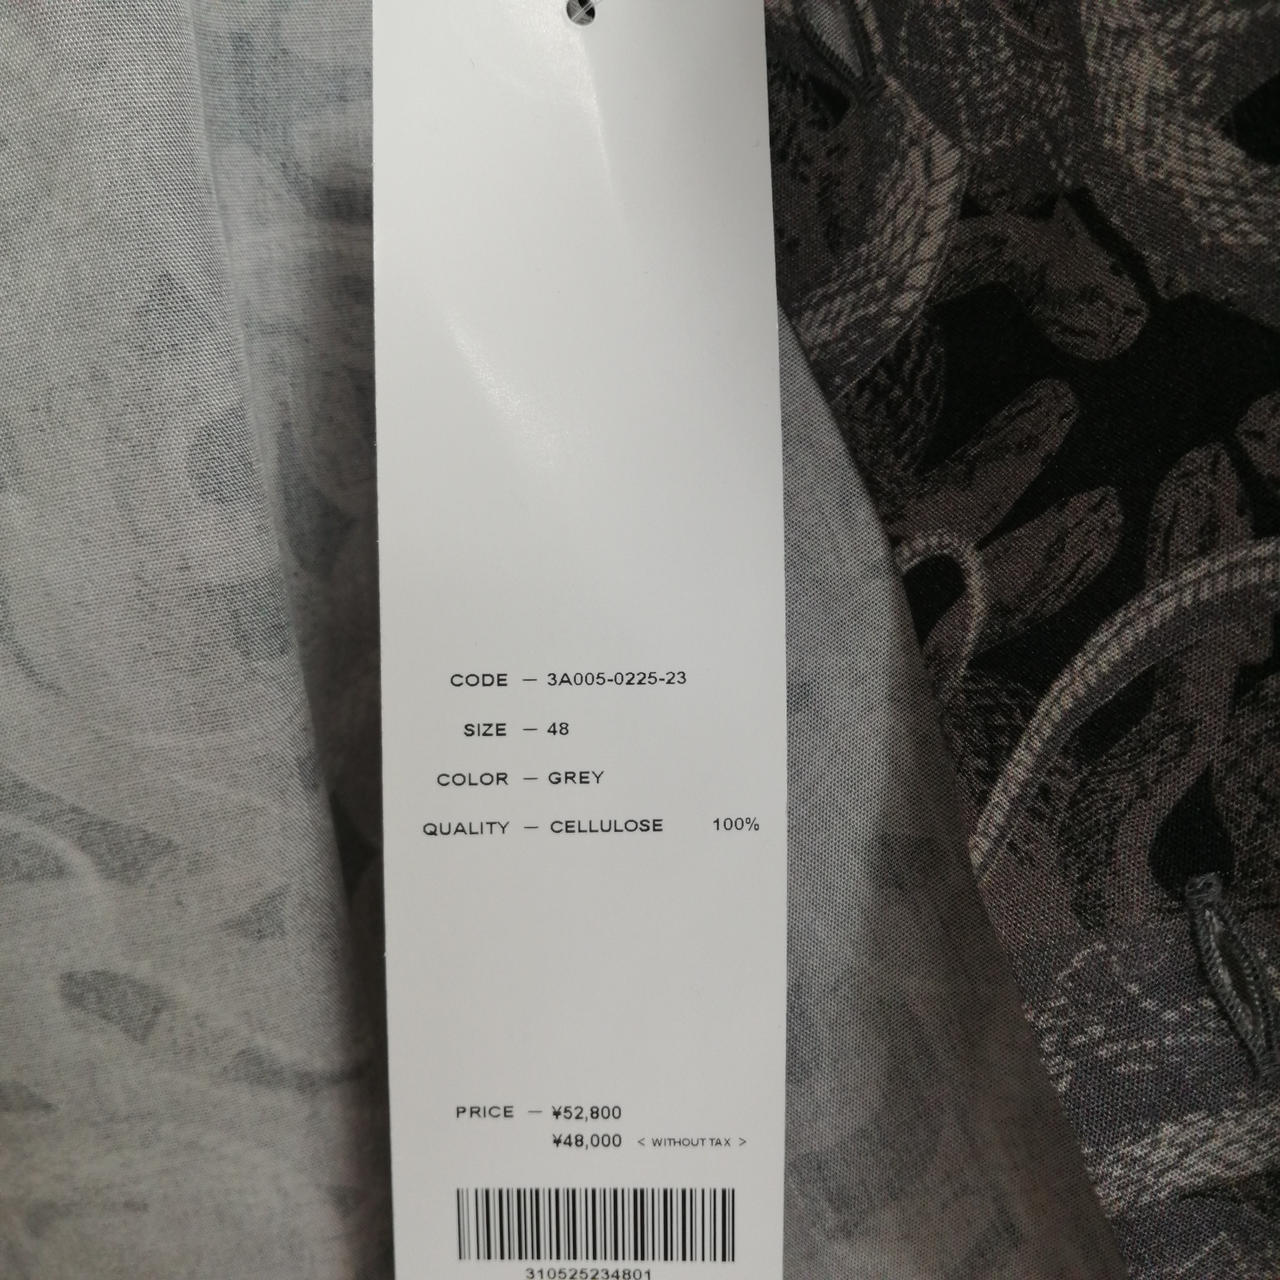 CODE — 3A005-0225-23
SIZE — 48
COLOR — GREY
QUALITY — CELLULOSE 100%
PRICE — ¥52,800
¥48,000 < WITHOUT TAX >
310525234801